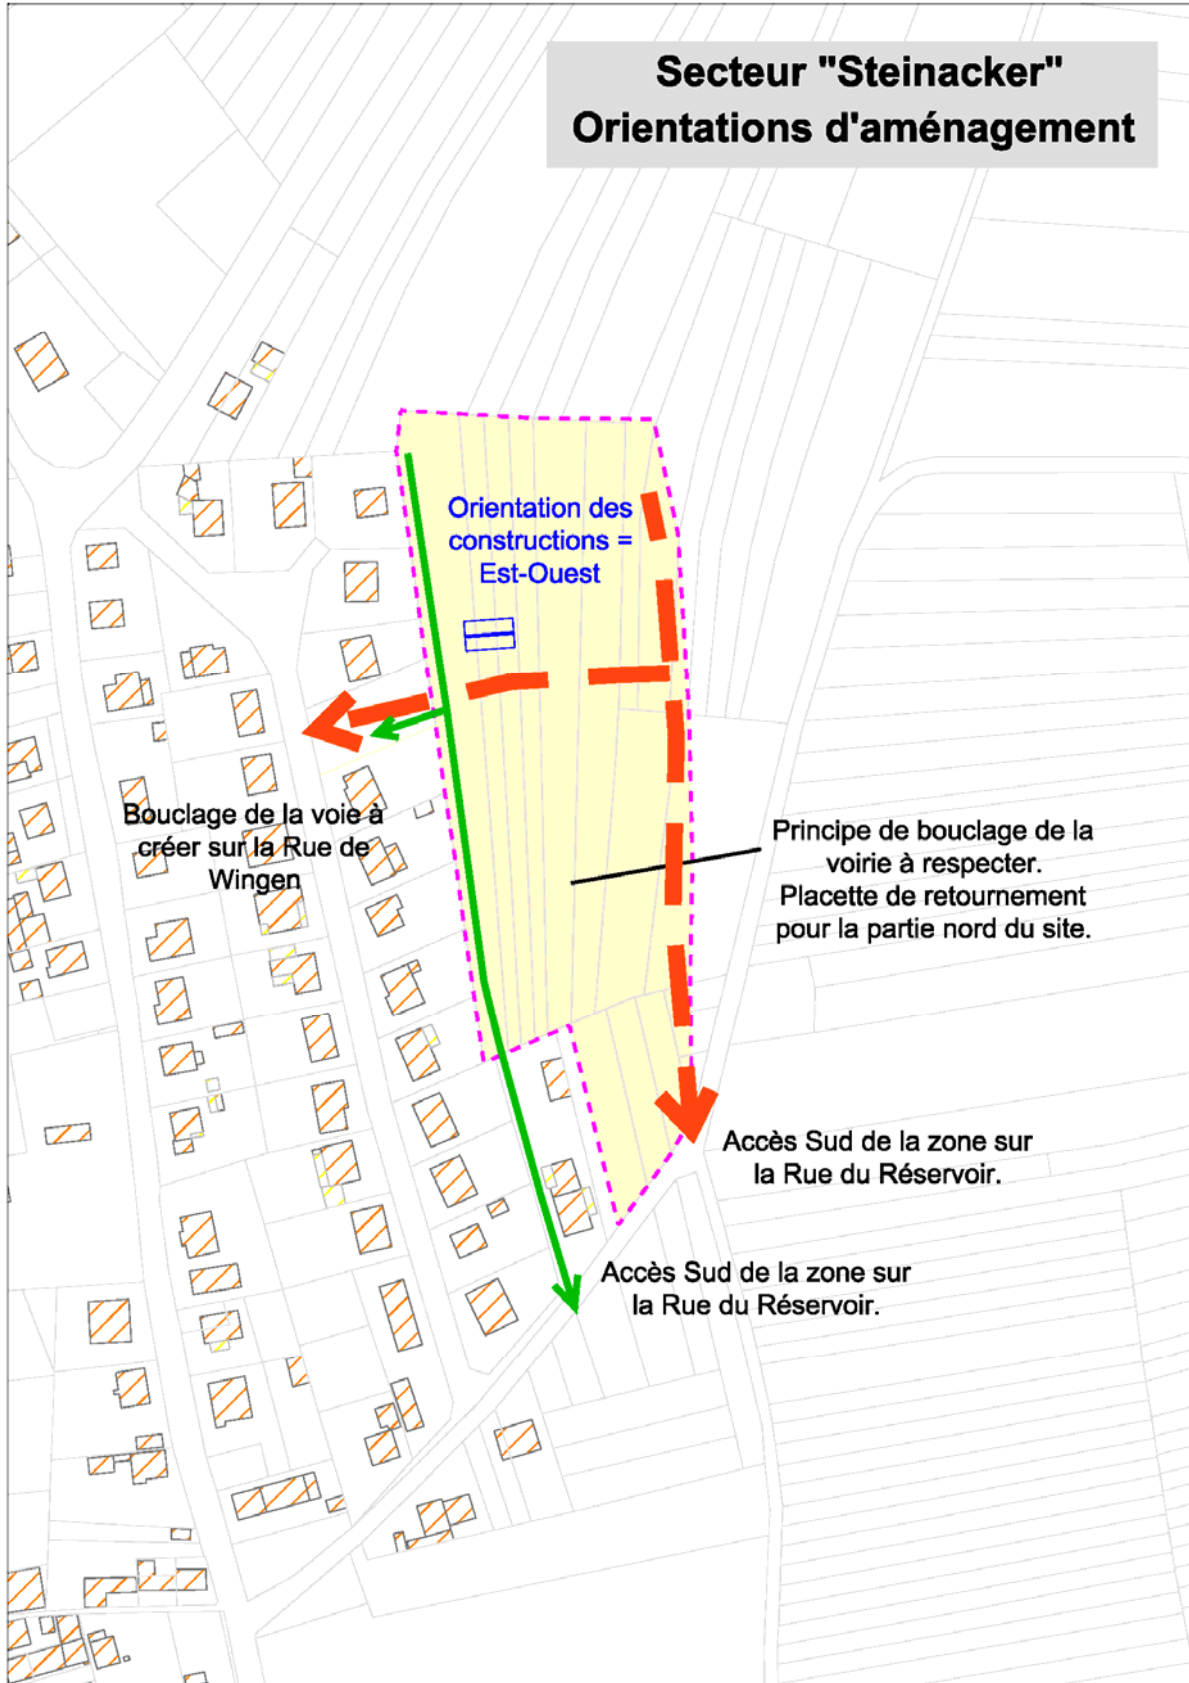 Secteur "Steinacker"
Orientations d'aménagement
Orientation des
constructions =
Est-Ouest
Bouclage de la voie à
créer sur la Rue de
Wingen
Principe de bouclage de la
voirie à respecter.
Placette de retournement
pour la partie nord du site.
Accès Sud de la zone sur
la Rue du Réservoir.
Accès Sud de la zone sur
la Rue du Réservoir.